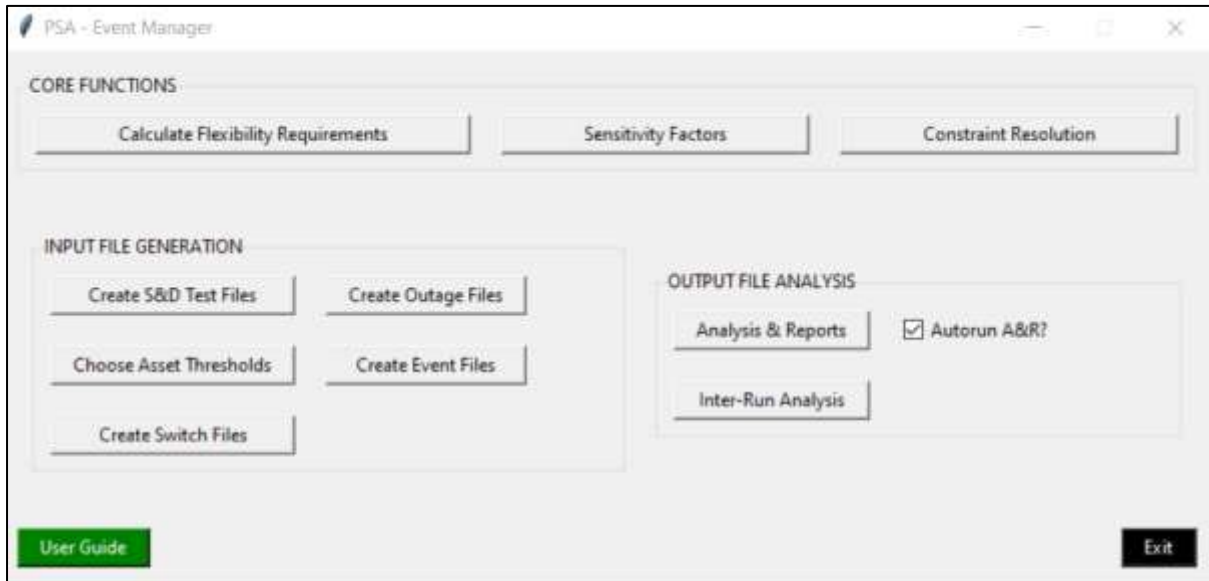 PSA - Event Manager
CORE FUNCTIONS
Calculate Flexibility Requirements Sensitivity Factors Constraint Resolution
INPUT FILE GENERATION
Create S&D Test Files Create Outage Files
Choose Asset Thresholds Create Event Files
Create Switch Files
OUTPUT FILE ANALYSIS
Analysis & Reports Autorun A&R?
Inter-Run Analysis
User Guide Exit